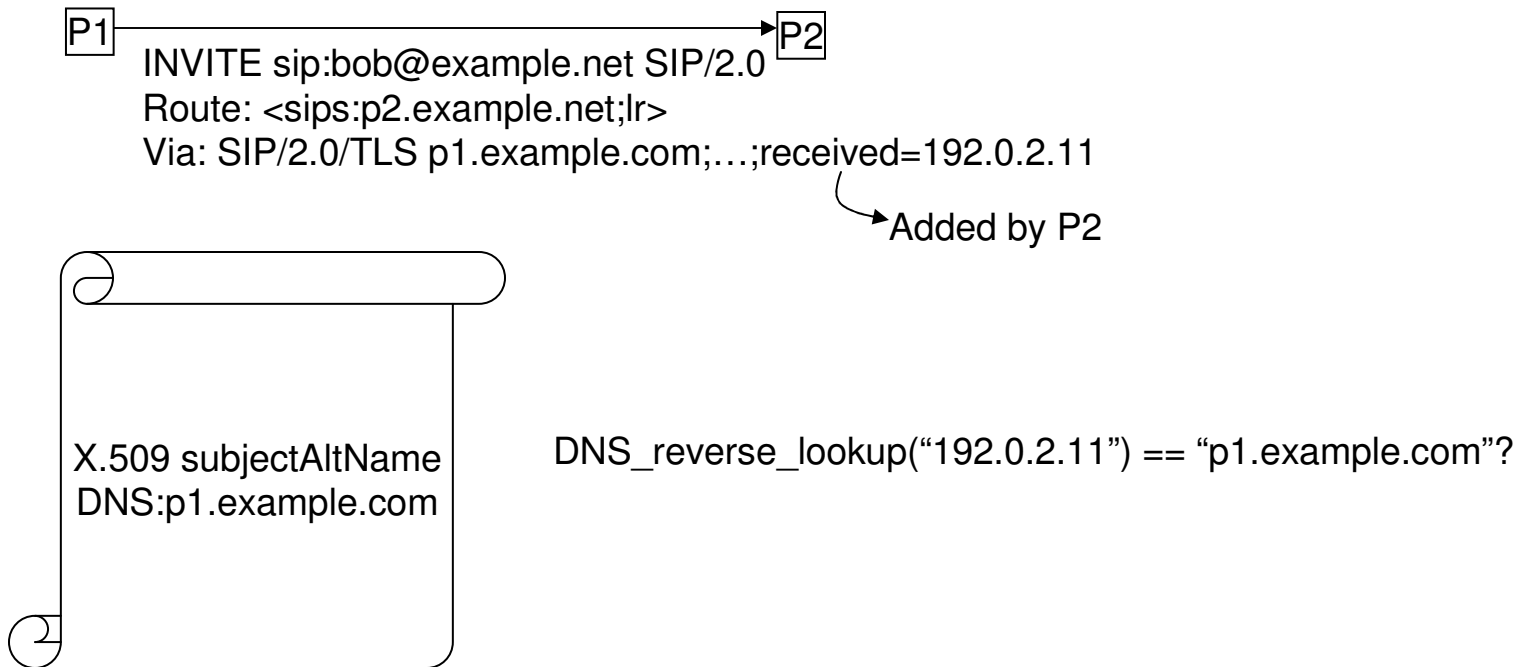 P1
P2
INVITE sip:bob@example.net SIP/2.0
Route: <sips:p2.example.net;lr>
Via: SIP/2.0/TLS p1.example.com;…;received=192.0.2.11
Added by P2
X.509 subjectAltName
DNS:p1.example.com
DNS_reverse_lookup(“192.0.2.11”) == “p1.example.com”?